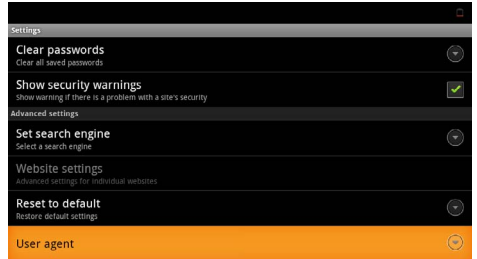 Settings
Clear passwords
Clear all saved passwords
Show security warnings
Show warning if there is a problem with a site's security
Advanced settings
Set search engine
Select a search engine
Website settings
Advanced settings for individual websites
Reset to default
Restore default settings
User agent